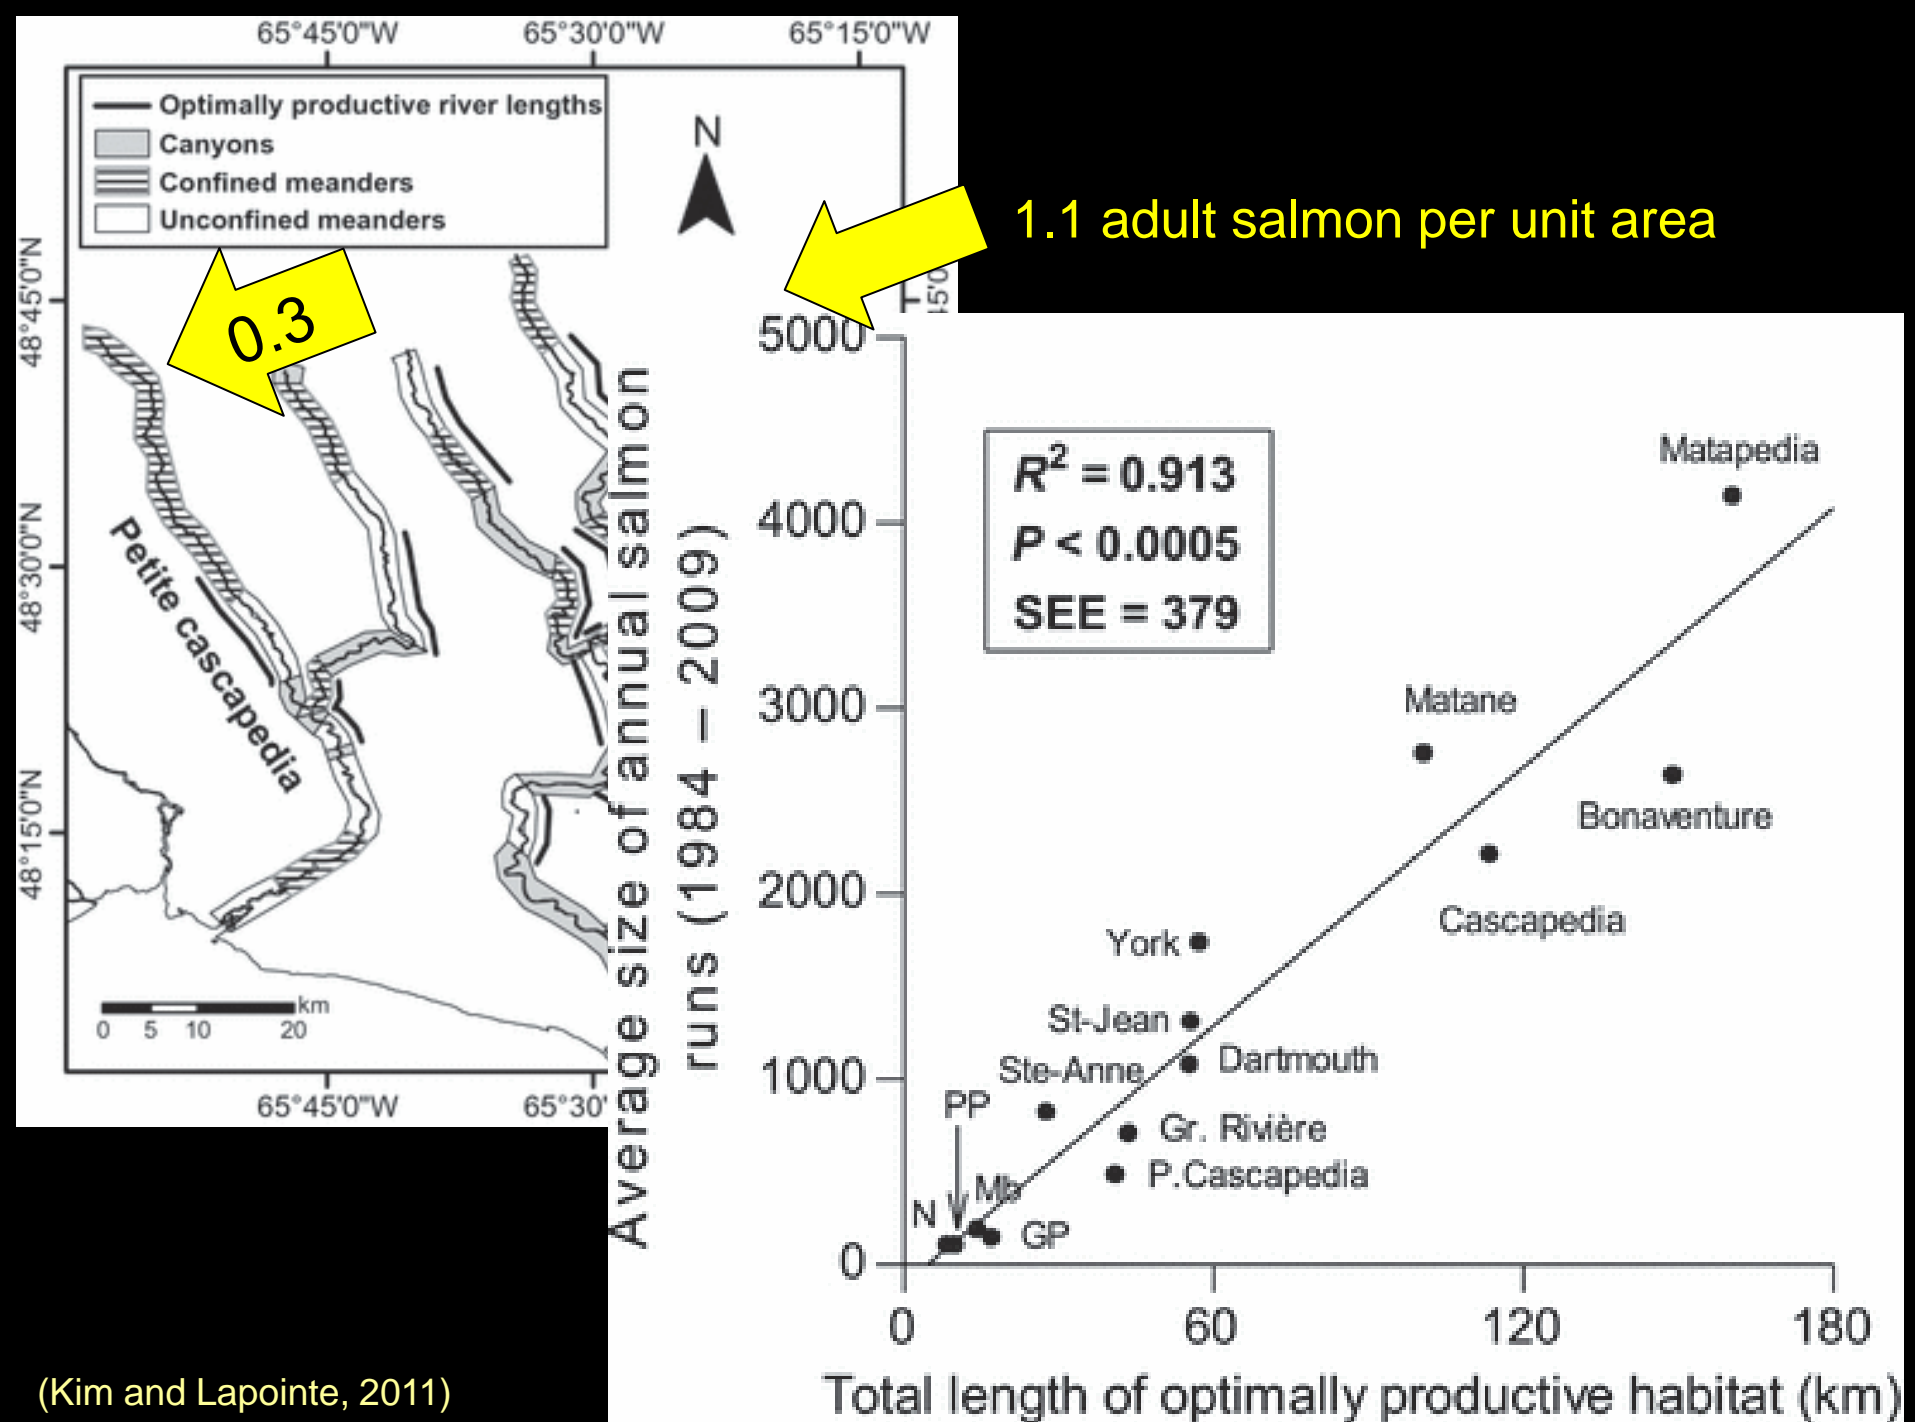 65°45'0"W 65°30'0"W 65°15'0"W
Optimally productive river lengths
Canyons
Confined meanders
Unconfined meanders
N
48°45'0"N
45'0
48°30'0"N
48°15'0"N
0.3
1.1 adult salmon per unit area
Petite cascapedia
km
0 5 10 20
65°45'0"W 65°30'
Average size of annual salmon
runs (1984 – 2009)
5000
4000
3000
2000
1000
0
R² = 0.913
P < 0.0005
SEE = 379
Matapedia
Matane
Bonaventure
Cascapedia
York
St-Jean
Dartmouth
Ste-Anne
PP
Gr. Rivière
P.Cascapedia
Mb
N
GP
0 60 120 180
Total length of optimally productive habitat (km)
(Kim and Lapointe, 2011)